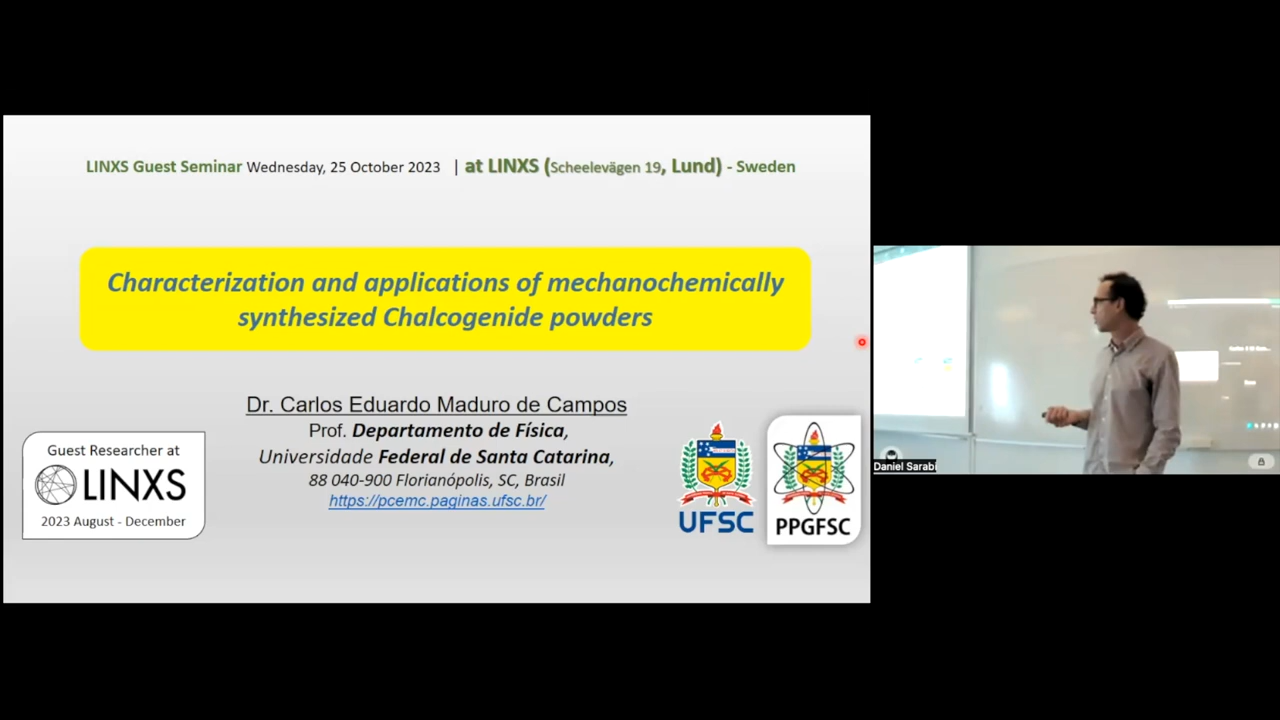 LINXS Guest Seminar Wednesday, 25 October 2023 | at LINXS (Scheelevägen 19, Lund) - Sweden
Characterization and applications of mechanochemically
synthesized Chalcogenide powders
Dr. Carlos Eduardo Maduro de Campos
Prof. Departamento de Física,
Universidade Federal de Santa Catarina,
88 040-900 Florianópolis, SC, Brasil
https://pcemc.paginas.ufsc.br/
Guest Researcher at
LINXS
2023 August - December
UFSC
PPGFSC
Daniel Sarabi